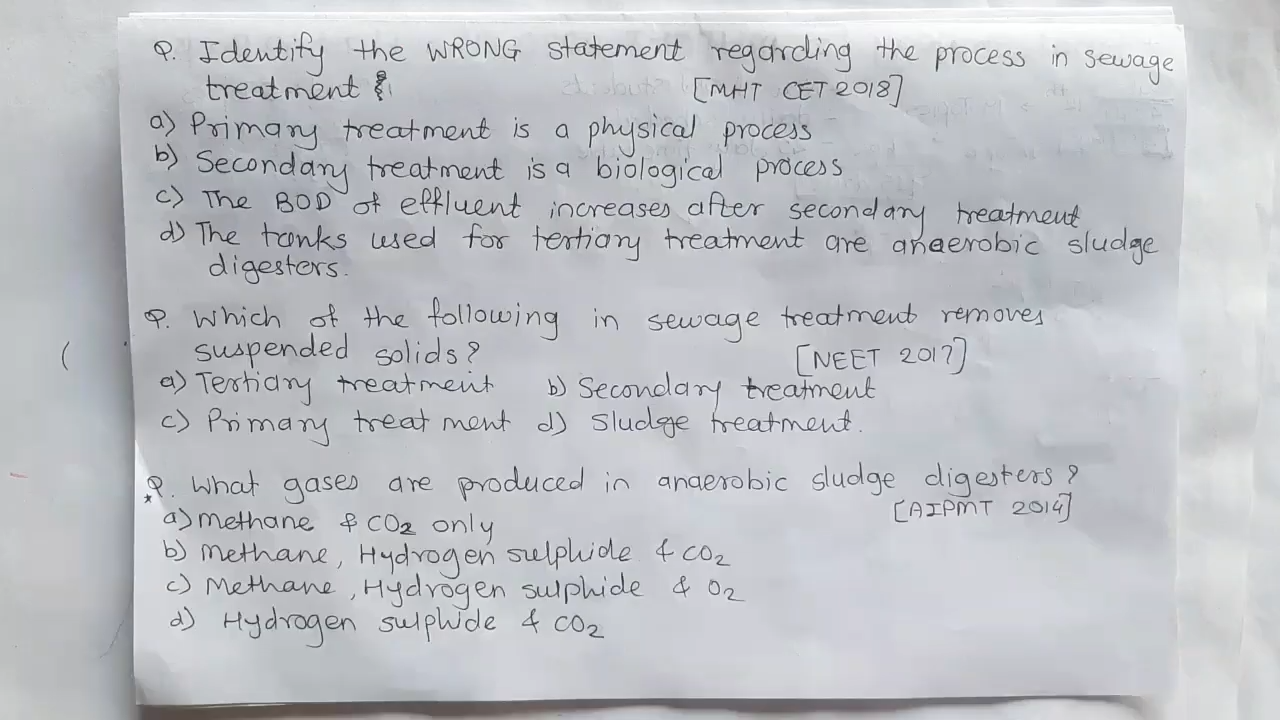 Q. Identify the WRONG statement regarding the process in sewage
treatment
[MHT CET 2018]
a) Primary treatment is a physical process
b) Secondary treatment is a biological process
c) The BOD of effluent increases after secondary treatment
d) The tanks used for tertiary treatment are anaerobic sludge
digesters.
Q. Which of the following in sewage treatment removes
suspended solids?
[NEET 2017]
a) Tertiary treatment b) Secondary treatment
c) Primary treatment d) Sludge treatment.
Q. What gases are produced in anaerobic sludge digesters?
[AIPMT 2014]
a) methane & CO2 only
b) Methane, Hydrogen sulphide & CO2
c) Methane, Hydrogen sulphide & O2
d) Hydrogen sulphide & CO2